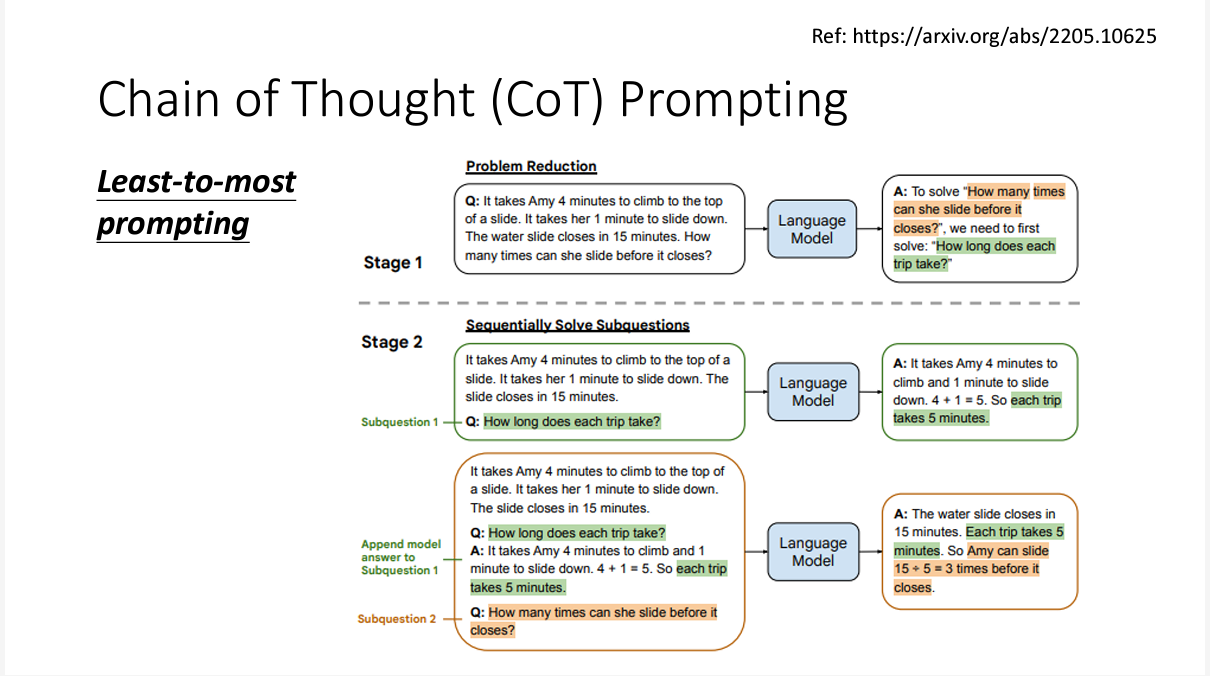 Ref: https://arxiv.org/abs/2205.10625
Chain of Thought (CoT) Prompting
Least-to-most
prompting
Problem Reduction
Stage 1
Q: It takes Amy 4 minutes to climb to the top
of a slide. It takes her 1 minute to slide down.
The water slide closes in 15 minutes. How
many times can she slide before it closes?
Language
Model
A: To solve “How many times
can she slide before it
closes?”, we need to first
solve: “How long does each
trip take?”
Stage 2
Sequentially Solve Subquestions
It takes Amy 4 minutes to climb to the top of a
slide. It takes her 1 minute to slide down. The
slide closes in 15 minutes.
Subquestion 1
Q: How long does each trip take?
Language
Model
A: It takes Amy 4 minutes to
climb and 1 minute to slide
down. 4 + 1 = 5. So each trip
takes 5 minutes.
It takes Amy 4 minutes to climb to the top of
a slide. It takes her 1 minute to slide down.
The slide closes in 15 minutes.
Append model
answer to
Subquestion 1
Q: How long does each trip take?
A: It takes Amy 4 minutes to climb and 1
minute to slide down. 4 + 1 = 5. So each trip
takes 5 minutes.
Subquestion 2
Q: How many times can she slide before it
closes?
Language
Model
A: The water slide closes in
15 minutes. Each trip takes 5
minutes. So Amy can slide
15 ÷ 5 = 3 times before it
closes.